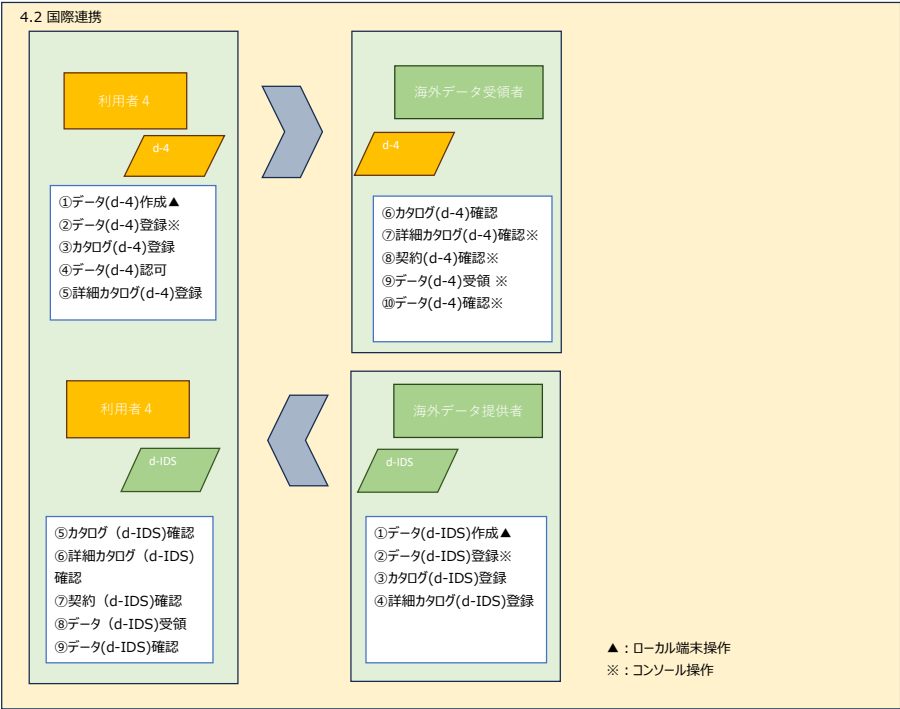 4.2 国際連携
利用者４
d-4
①データ(d-4)作成▲
②データ(d-4)登録※
③カタログ(d-4)登録
④データ(d-4)認可
⑤詳細カタログ(d-4)登録
海外データ受領者
d-4
⑥カタログ(d-4)確認
⑦詳細カタログ(d-4)確認※
⑧契約(d-4)確認※
⑨データ(d-4)受領 ※
⑩データ(d-4)確認※
利用者４
d-IDS
⑤カタログ（d-IDS)確認
⑥詳細カタログ（d-IDS)
確認
⑦契約（d-IDS)確認
⑧データ（d-IDS)受領
⑨データ(d-IDS)確認
海外データ提供者
d-IDS
①データ(d-IDS)作成▲
②データ(d-IDS)登録※
③カタログ(d-IDS)登録
④詳細カタログ(d-IDS)登録
▲：ローカル端末操作
※：コンソール操作